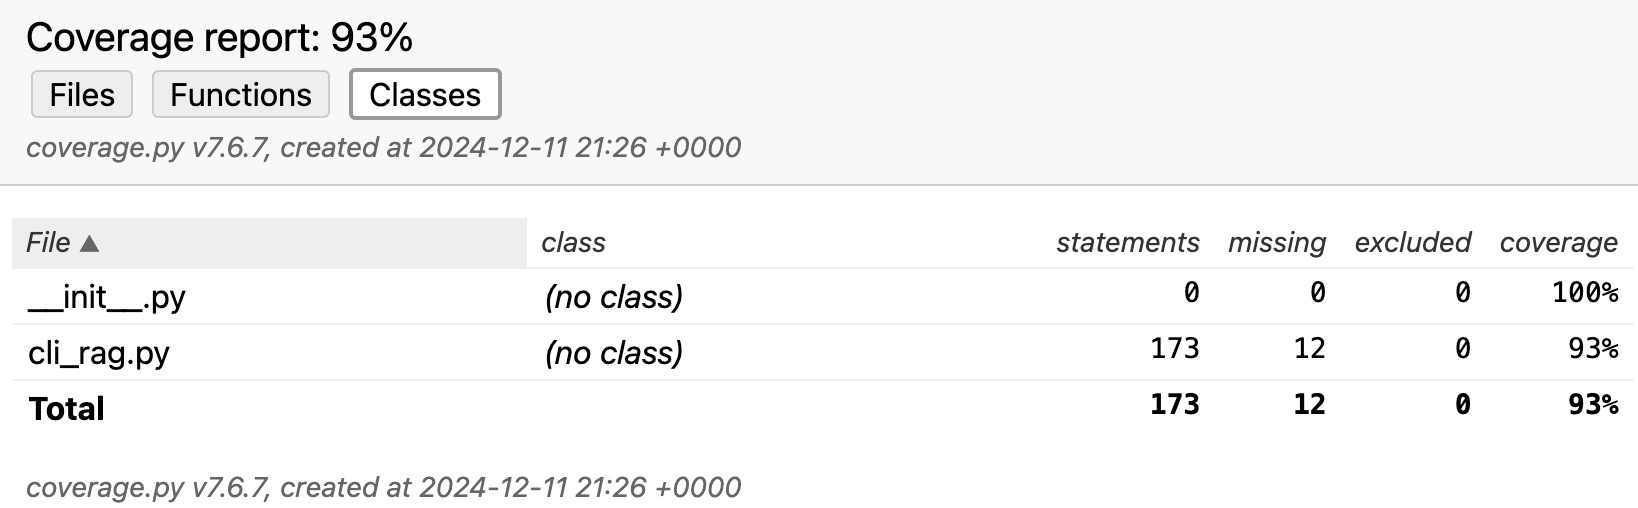 Coverage report: 93%
Files Functions Classes
coverage.py v7.6.7, created at 2024-12-11 21:26 +0000
File ▲ class statements missing excluded coverage
__init__.py (no class) 0 0 0 100%
cli_rag.py (no class) 173 12 0 93%
Total 173 12 0 93%
coverage.py v7.6.7, created at 2024-12-11 21:26 +0000